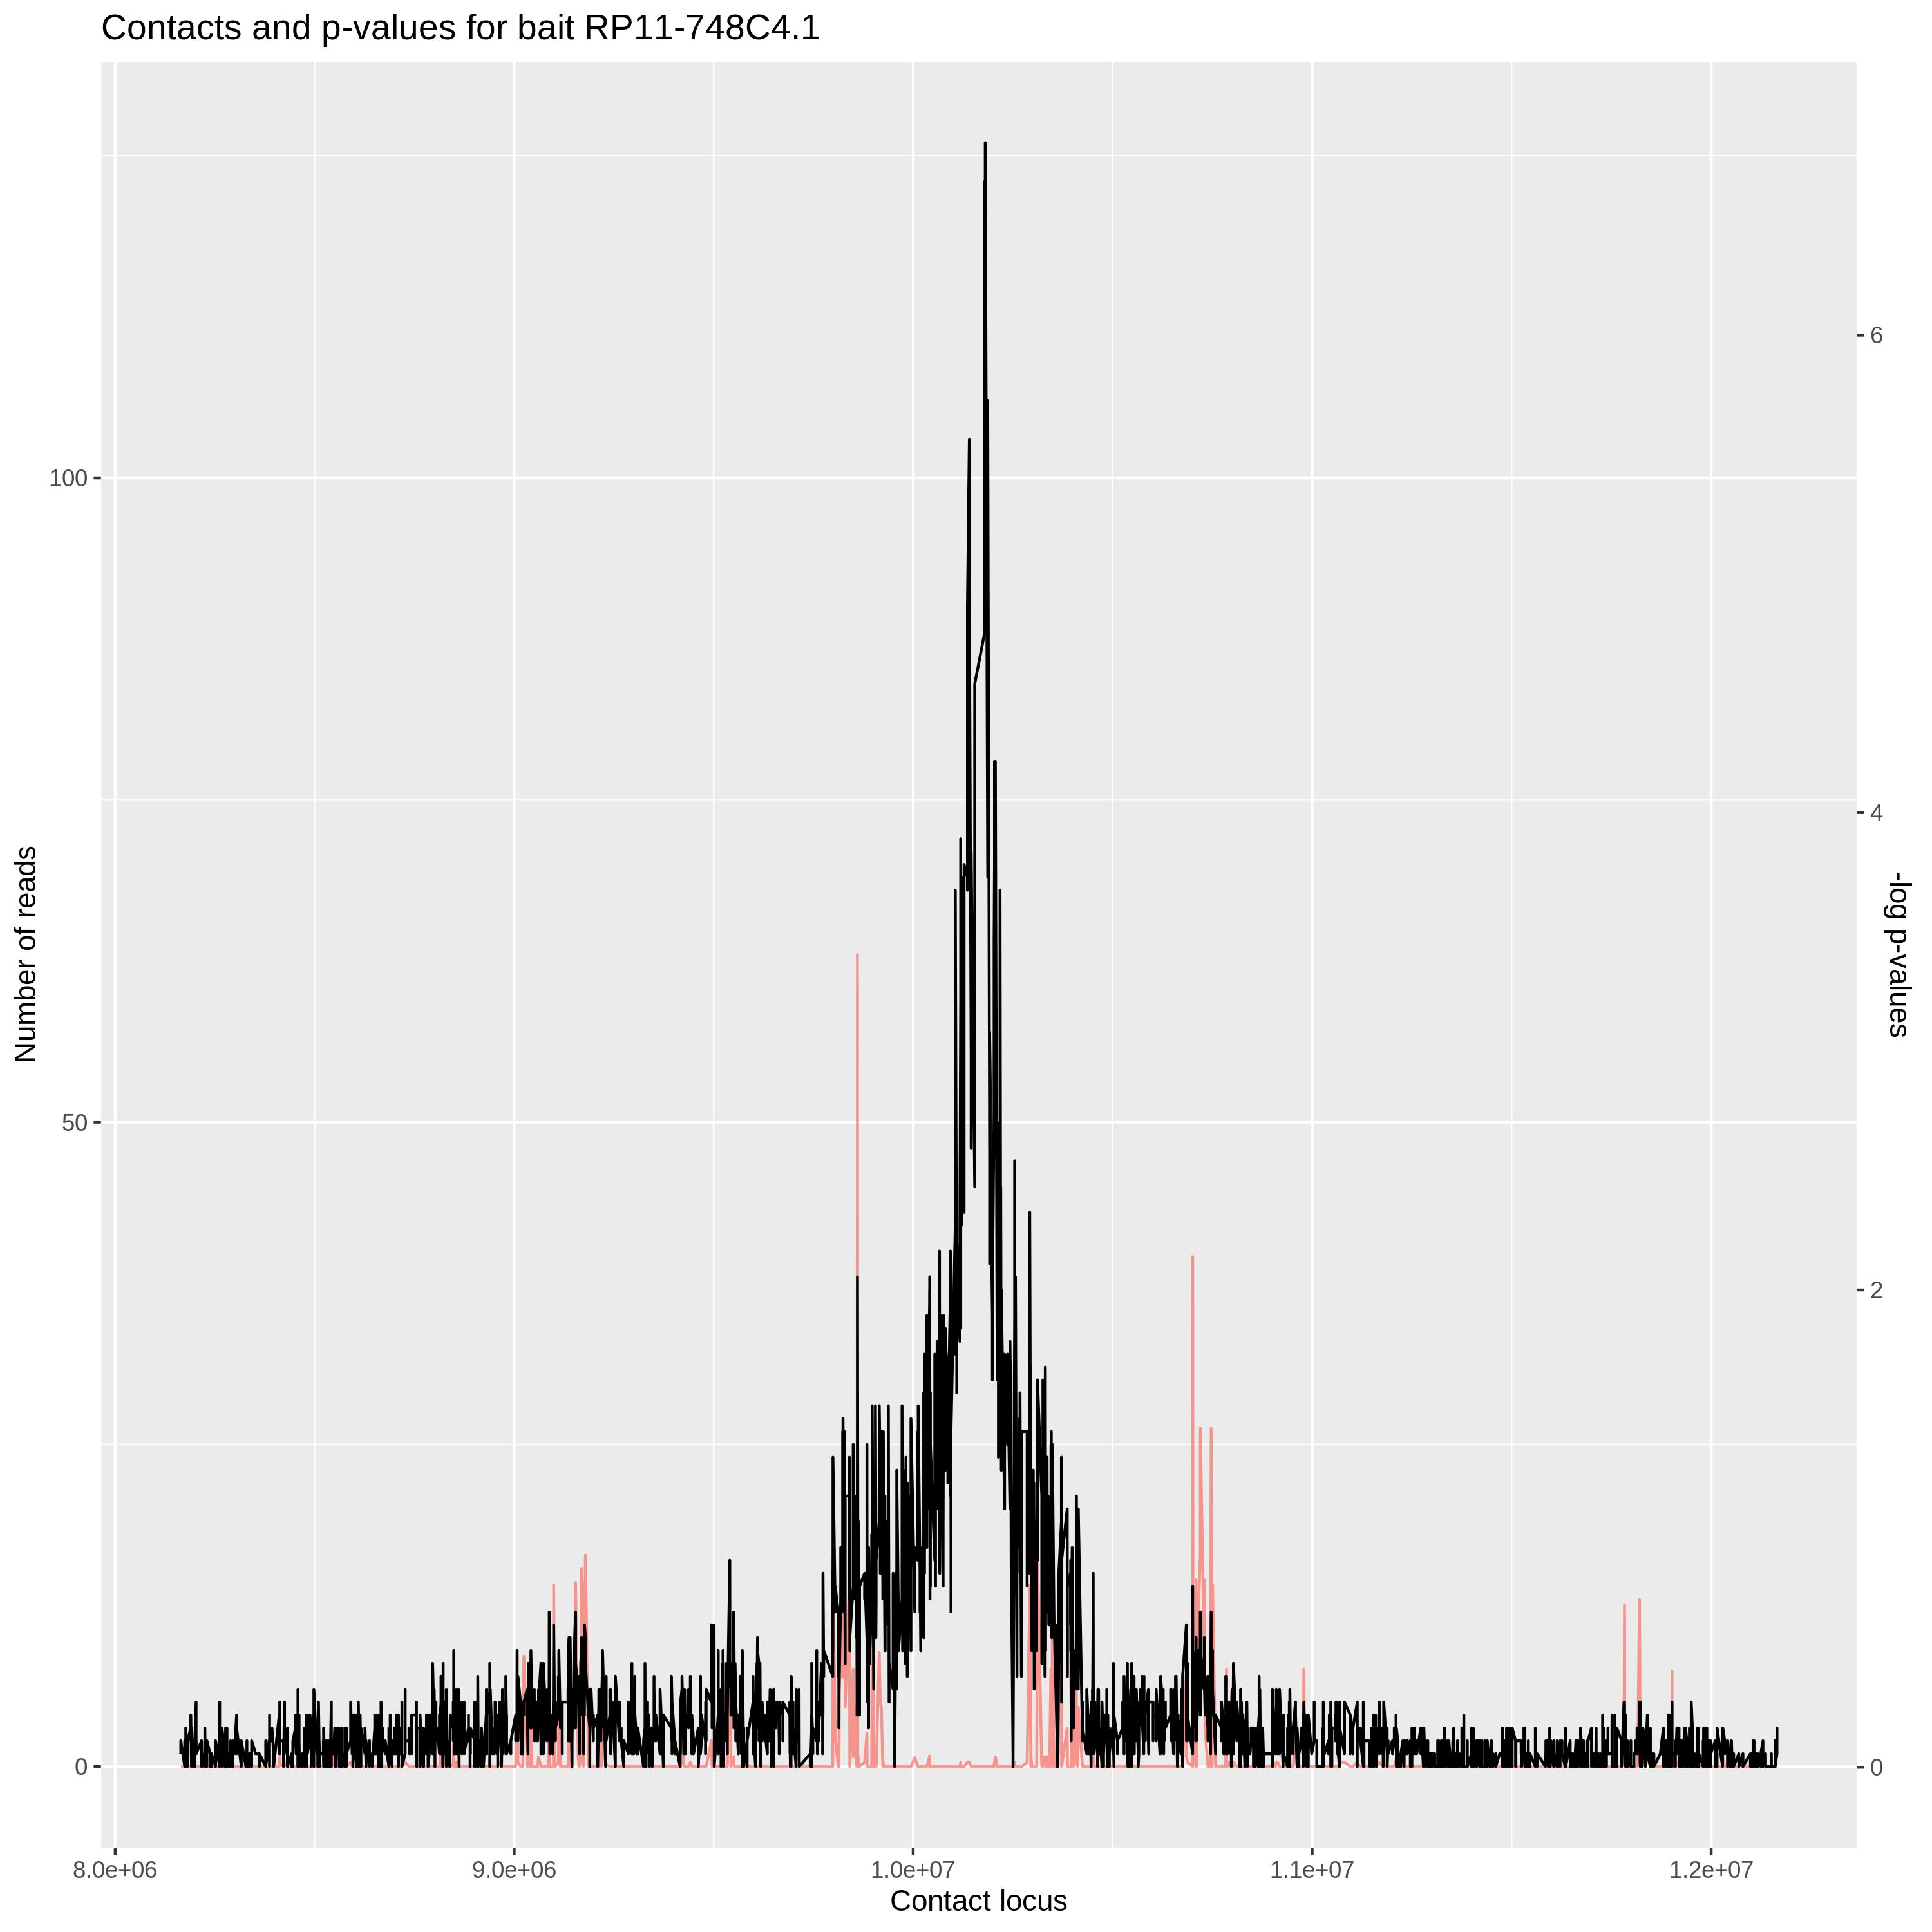 Contacts and p-values for bait RP11-748C4.1
Number of reads
100
50
0
6
4
2
0
-log p-values
8.0e+06 9.0e+06 1.0e+07 1.1e+07 1.2e+07
Contact locus